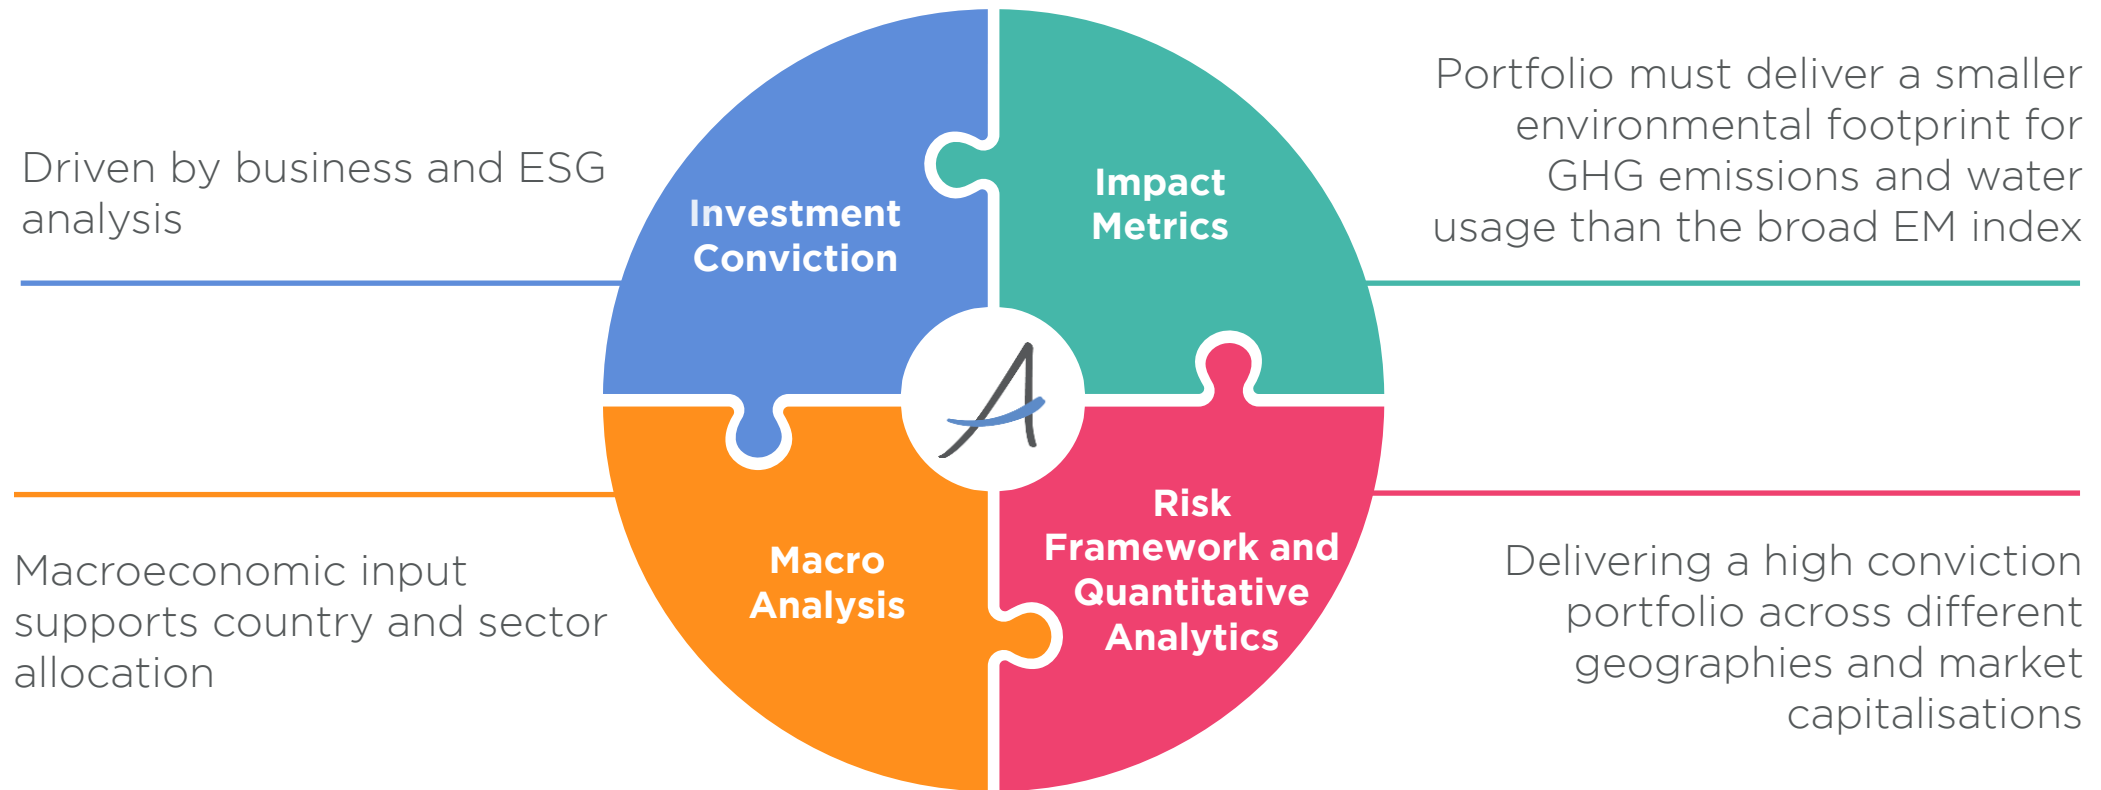 Driven by business and ESG
analysis
Investment
Conviction
Impact
Metrics
Portfolio must deliver a smaller
environmental footprint for
GHG emissions and water
usage than the broad EM index
Macroeconomic input
supports country and sector
allocation
Macro
Analysis
Risk
Framework and
Quantitative
Analytics
Delivering a high conviction
portfolio across different
geographies and market
capitalisations